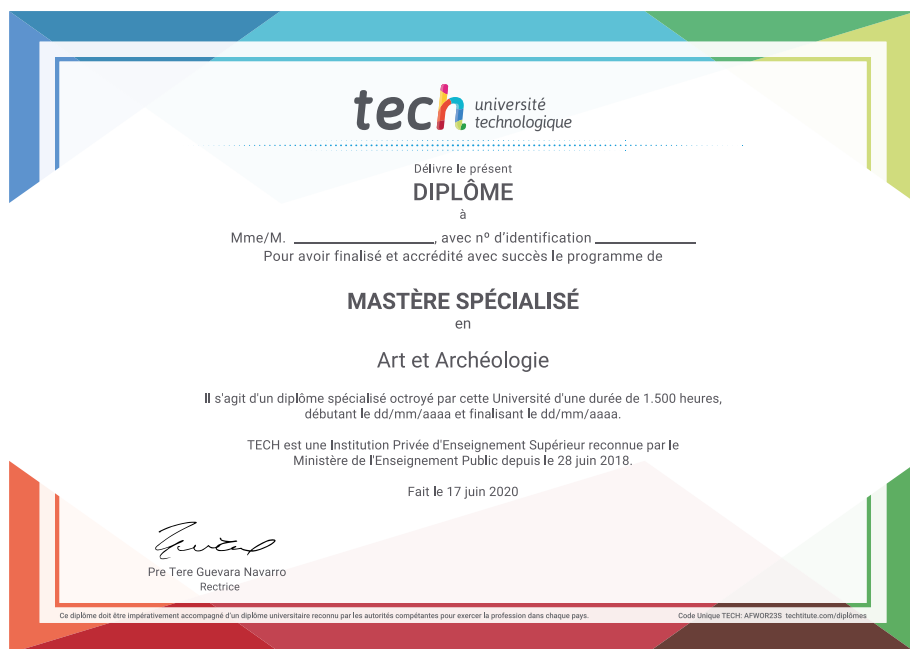 tech université
technologique
Délivre le présent
DIPLÔME
à
Mme/M. ____________, avec nº d'identification ____________
Pour avoir finalisé et accrédité avec succès le programme de
MASTÈRE SPÉCIALISÉ
en
Art et Archéologie
Il s'agit d'un diplôme spécialisé octroyé par cette Université d'une durée de 1.500 heures,
débutant le dd/mm/aaaa et finalisant le dd/mm/aaaa.
TECH est une Institution Privée d'Enseignement Supérieur reconnue par le
Ministère de l'Enseignement Public depuis le 28 juin 2018.
Fait le 17 juin 2020
Pre Tere Guevara Navarro
Rectrice
Ce diplôme doit être impérativement accompagné d'un diplôme universitaire reconnu par les autorités compétantes pour exercer la profession dans chaque pays.
Code Unique TECH: AFWOR23S techtitute.com/diplômes